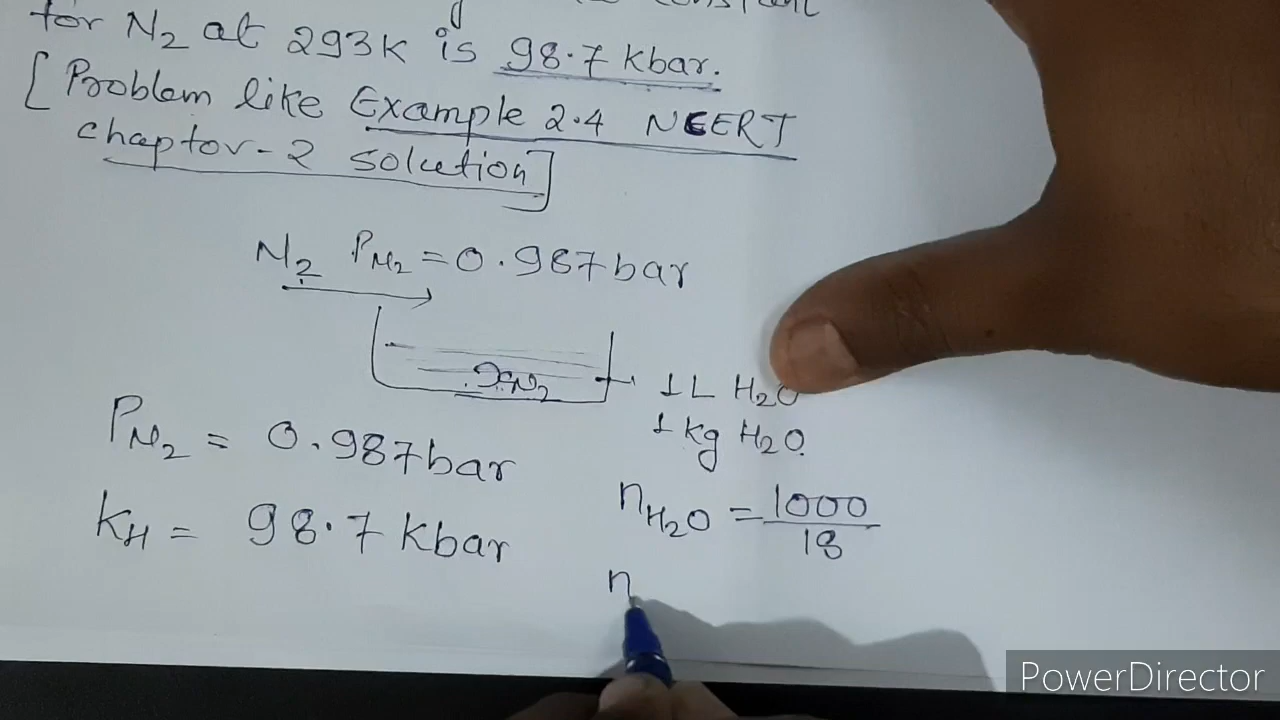 for N₂ at 293K is 98.7 kbar.
[Problem like Example 2.4 NCERT
chaptor-2 solution]
N₂ P_N₂ = 0.987 bar
1L H₂O
1 kg H₂O
P_N₂ = 0.987 bar
n_H₂O = 1000/18
K_H = 98.7 kbar
n
PowerDirector